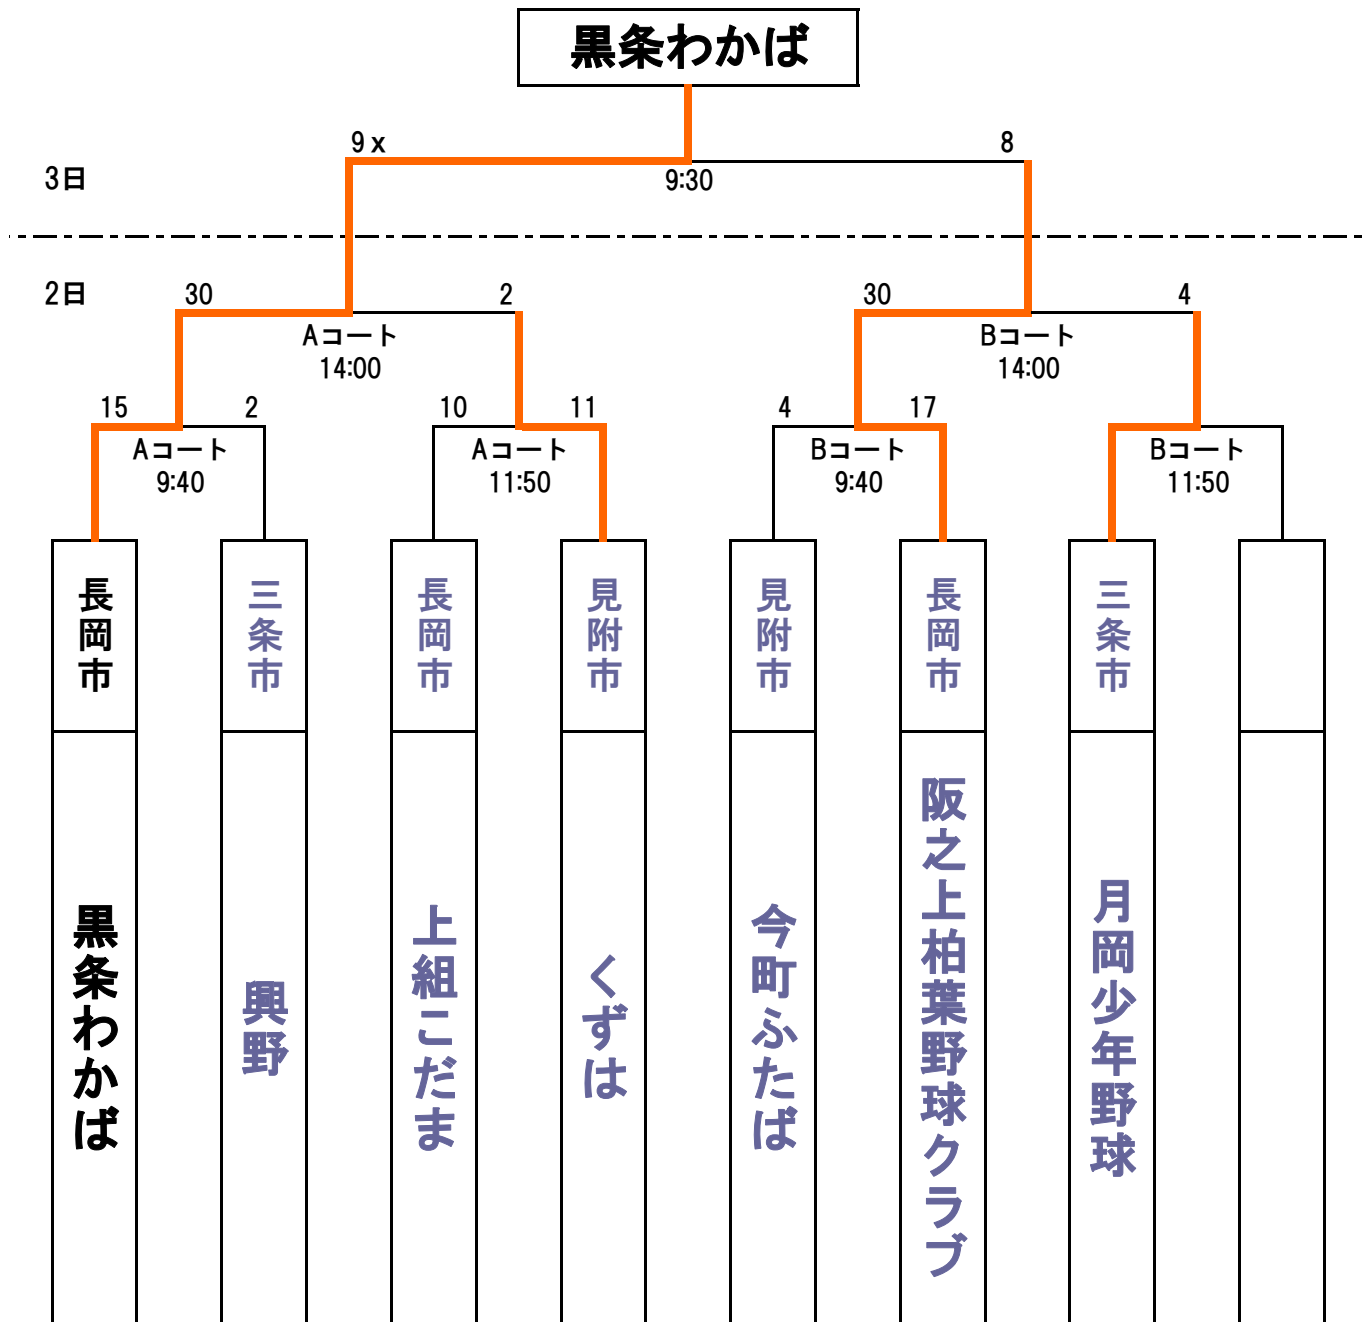 黒条わかば
9x
8
3日
9:30
2日
30
2
30
4
Aコート
14:00
Bコート
14:00
15
2
10
11
4
17
Aコート
9:40
Aコート
11:50
Bコート
9:40
Bコート
11:50
長岡市
三条市
長岡市
見附市
見附市
長岡市
三条市
黒条わかば
興野
上組こだま
くずは
今町ふたば
阪之上柏葉野球クラブ
月岡少年野球